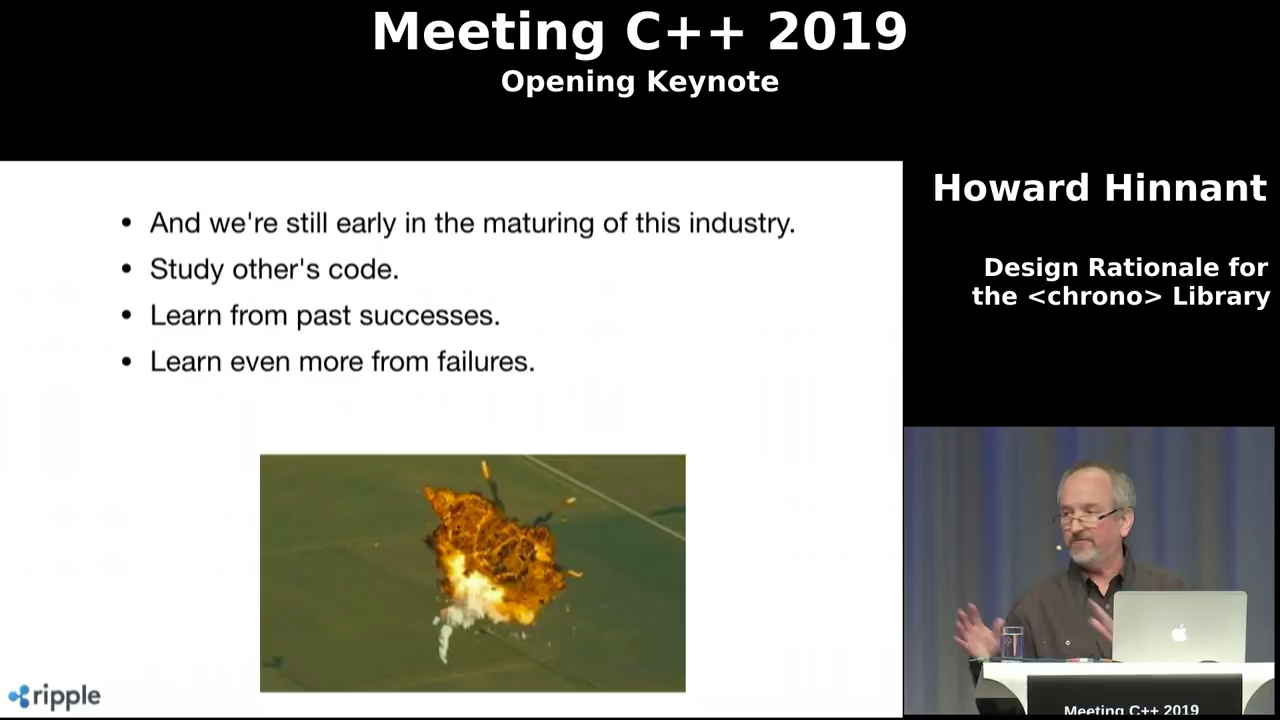 Meeting C++ 2019
Opening Keynote
Howard Hinnant
Design Rationale for
the <chrono> Library
• And we're still early in the maturing of this industry.
• Study other's code.
• Learn from past successes.
• Learn even more from failures.
ripple
Meeting C++ 2019